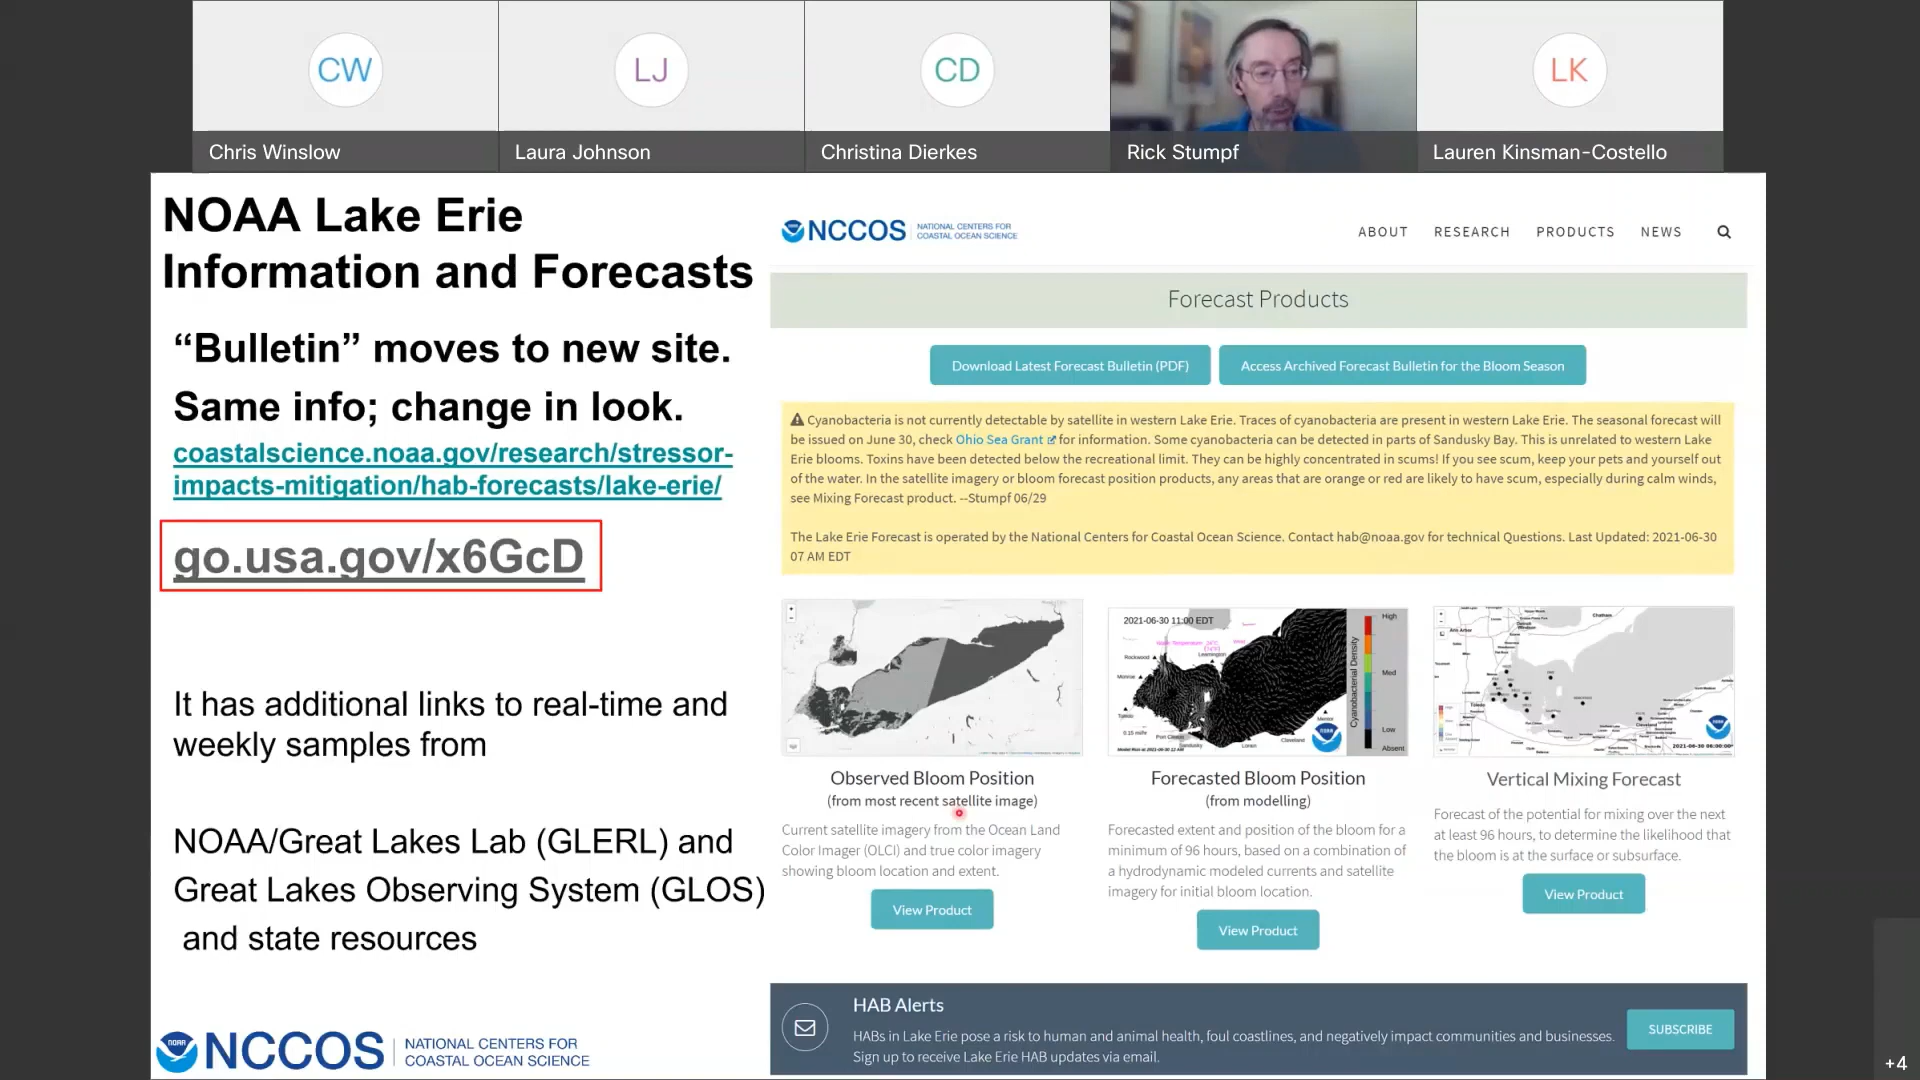 CW
LJ
CD
LK
Chris Winslow
Laura Johnson
Christina Dierkes
Rick Stumpf
Lauren Kinsman-Costello
NOAA Lake Erie
Information and Forecasts
“Bulletin” moves to new site.
Same info; change in look.
coastalscience.noaa.gov/research/stressor-
impacts-mitigation/hab-forecasts/lake-erie/
go.usa.gov/x6GcD
It has additional links to real-time and
weekly samples from
NOAA/Great Lakes Lab (GLERL) and
Great Lakes Observing System (GLOS)
and state resources
NOAA
NCCOS
NATIONAL CENTERS FOR
COASTAL OCEAN SCIENCE
NCCOS
NATIONAL CENTERS FOR
COASTAL OCEAN SCIENCE
ABOUT
RESEARCH
PRODUCTS
NEWS
Forecast Products
Download Latest Forecast Bulletin (PDF)
Access Archived Forecast Bulletin for the Bloom Season
Cyanobacteria is not currently detectable by satellite in western Lake Erie. Traces of cyanobacteria are present in western Lake Erie. The seasonal forecast will
be issued on June 30, check Ohio Sea Grant for information. Some cyanobacteria can be detected in parts of Sandusky Bay. This is unrelated to western Lake
Erie blooms. Toxins have been detected below the recreational limit. They can be highly concentrated in scums! If you see scum, keep your pets and yourself out
of the water. In the satellite imagery or bloom forecast position products, any areas that are orange or red are likely to have scum, especially during calm winds,
see Mixing Forecast product. --Stumpf 06/29
The Lake Erie Forecast is operated by the National Centers for Coastal Ocean Science. Contact hab@noaa.gov for technical Questions. Last Updated: 2021-06-30
07 AM EDT
2021-06-30 11:00 EDT
Rockwood
Leamington
Monroe
Toledo
Port Clinton
Sandusky
Lorain
Cleveland
Mentor
Cyanobacterial Density
High
Med
Low
Absent
Chatham
Ann Arbor
Toledo
Cleveland
Observed Bloom Position
(from most recent satellite image)
Current satellite imagery from the Ocean Land
Color Imager (OLCI) and true color imagery
showing bloom location and extent.
View Product
Forecasted Bloom Position
(from modelling)
Forecasted extent and position of the bloom for a
minimum of 96 hours, based on a combination of
a hydrodynamic modeled currents and satellite
imagery for initial bloom location.
View Product
Vertical Mixing Forecast
Forecast of the potential for mixing over the next
at least 96 hours, to determine the likelihood that
the bloom is at the surface or subsurface.
View Product
HAB Alerts
HABs in Lake Erie pose a risk to human and animal health, foul coastlines, and negatively impact communities and businesses.
Sign up to receive Lake Erie HAB updates via email.
SUBSCRIBE
+4